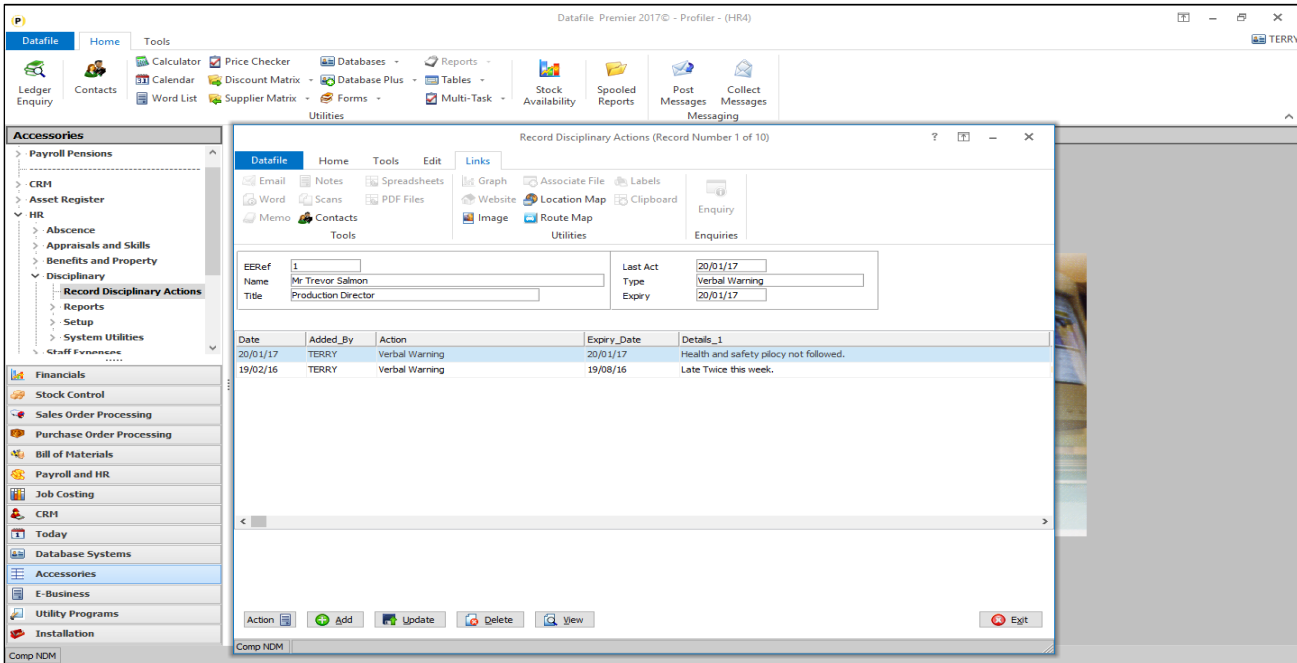 P
Datafile Premier 2017© - Profiler - (HR4)
Datafile Home Tools
TERRY
Ledger Enquiry
Contacts
Calculator Price Checker Databases Reports
Calendar Discount Matrix Database Plus Tables
Word List Supplier Matrix Forms Multi-Task
Utilities
Stock Availability
Spooled Reports
Post Messages
Collect Messages
Messaging
Accessories
Payroll Pensions
CRM
Asset Register
HR
Abscence
Appraisals and Skills
Benefits and Property
Disciplinary
Record Disciplinary Actions
Reports
Setup
System Utilities
Staff Expenses
Financials
Stock Control
Sales Order Processing
Purchase Order Processing
Bill of Materials
Payroll and HR
Job Costing
CRM
Today
Database Systems
Accessories
E-Business
Utility Programs
Installation
Comp NDM
Record Disciplinary Actions (Record Number 1 of 10)
?
Datafile Home Tools Edit Links
Email Notes Spreadsheets Graph Associate File Labels
Word Scans PDF Files Website Location Map Clipboard
Memo Contacts Image Route Map
Enquiry
Tools Utilities Enquiries
EERef 1 Last Act 20/01/17
Name Mr Trevor Salmon Type Verbal Warning
Title Production Director Expiry 20/01/17
Date Added_By Action Expiry_Date Details_1
20/01/17 TERRY Verbal Warning 20/01/17 Health and safety pilocy not followed.
19/02/16 TERRY Verbal Warning 19/08/16 Late Twice this week.
Action Add Update Delete View Exit
Comp NDM